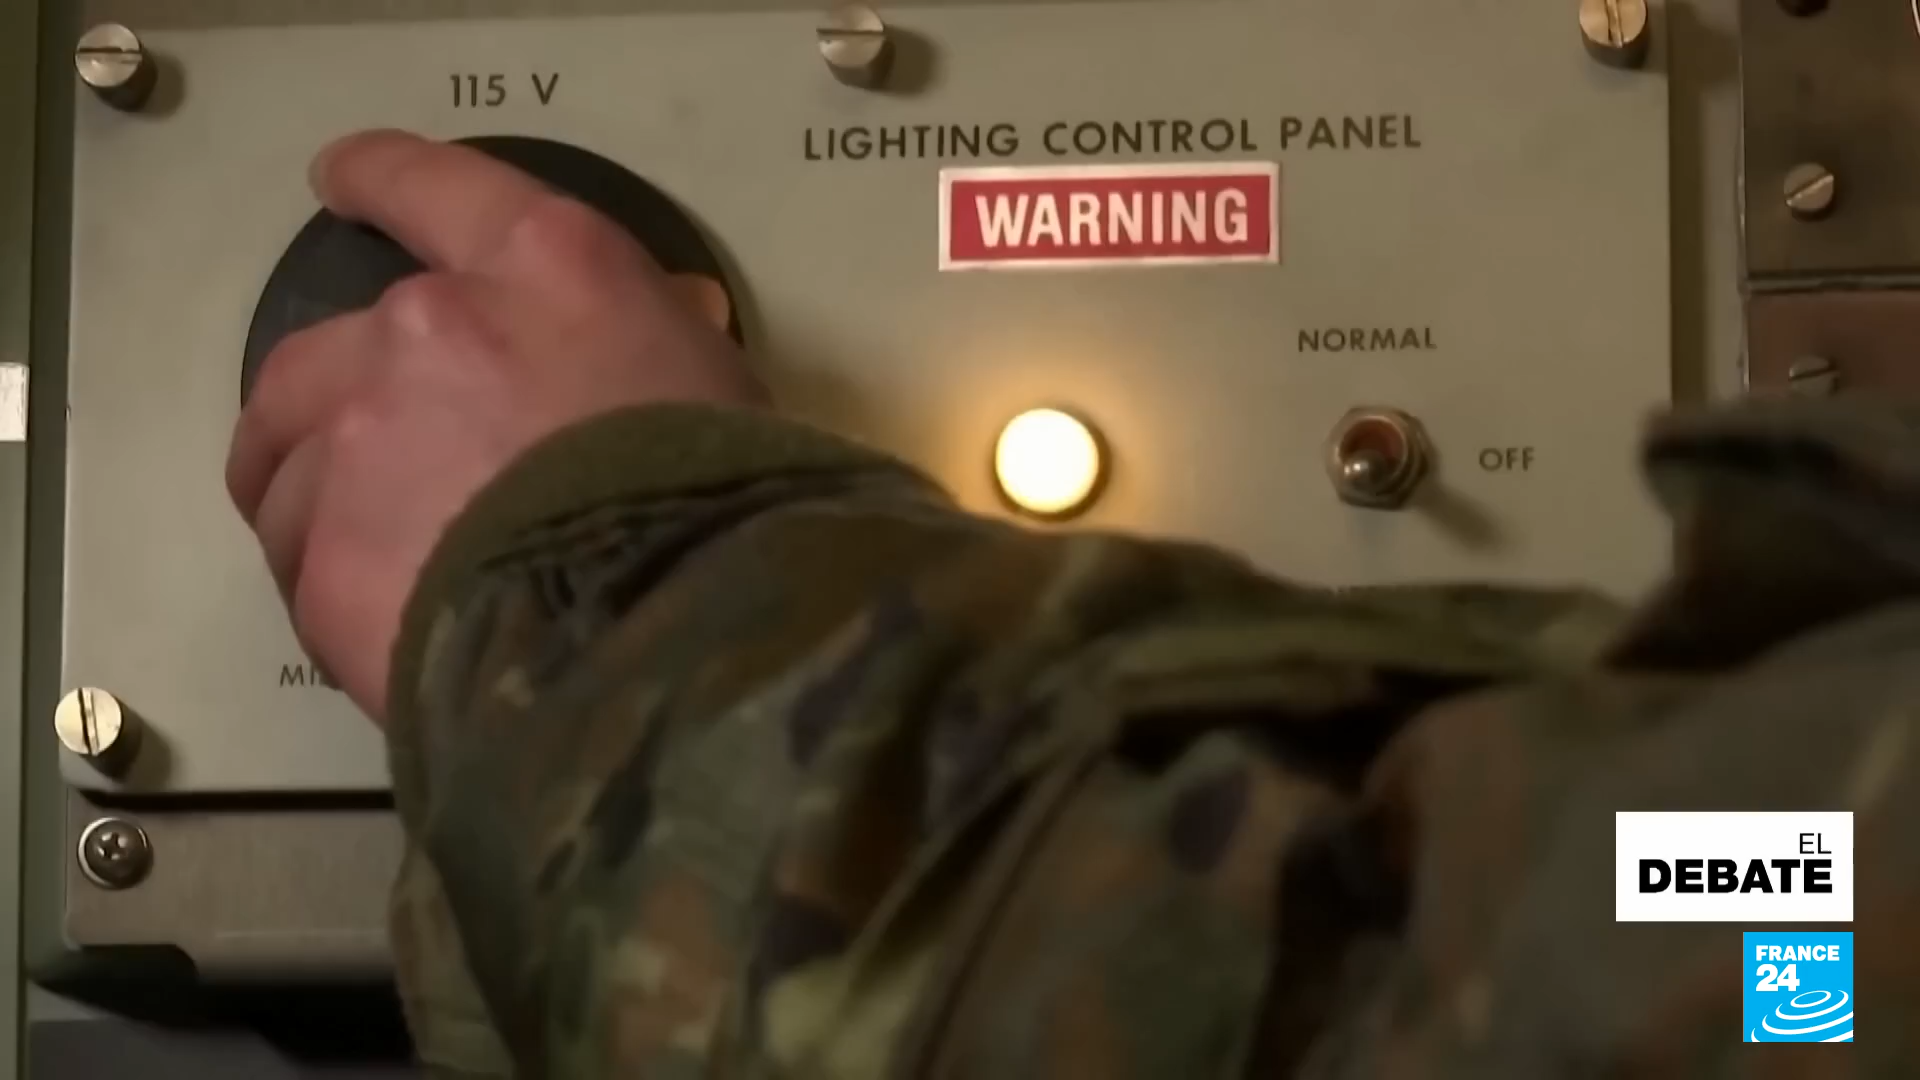 115 V
LIGHTING CONTROL PANEL
WARNING
NORMAL
OFF
EL
DEBATE
FRANCE
24